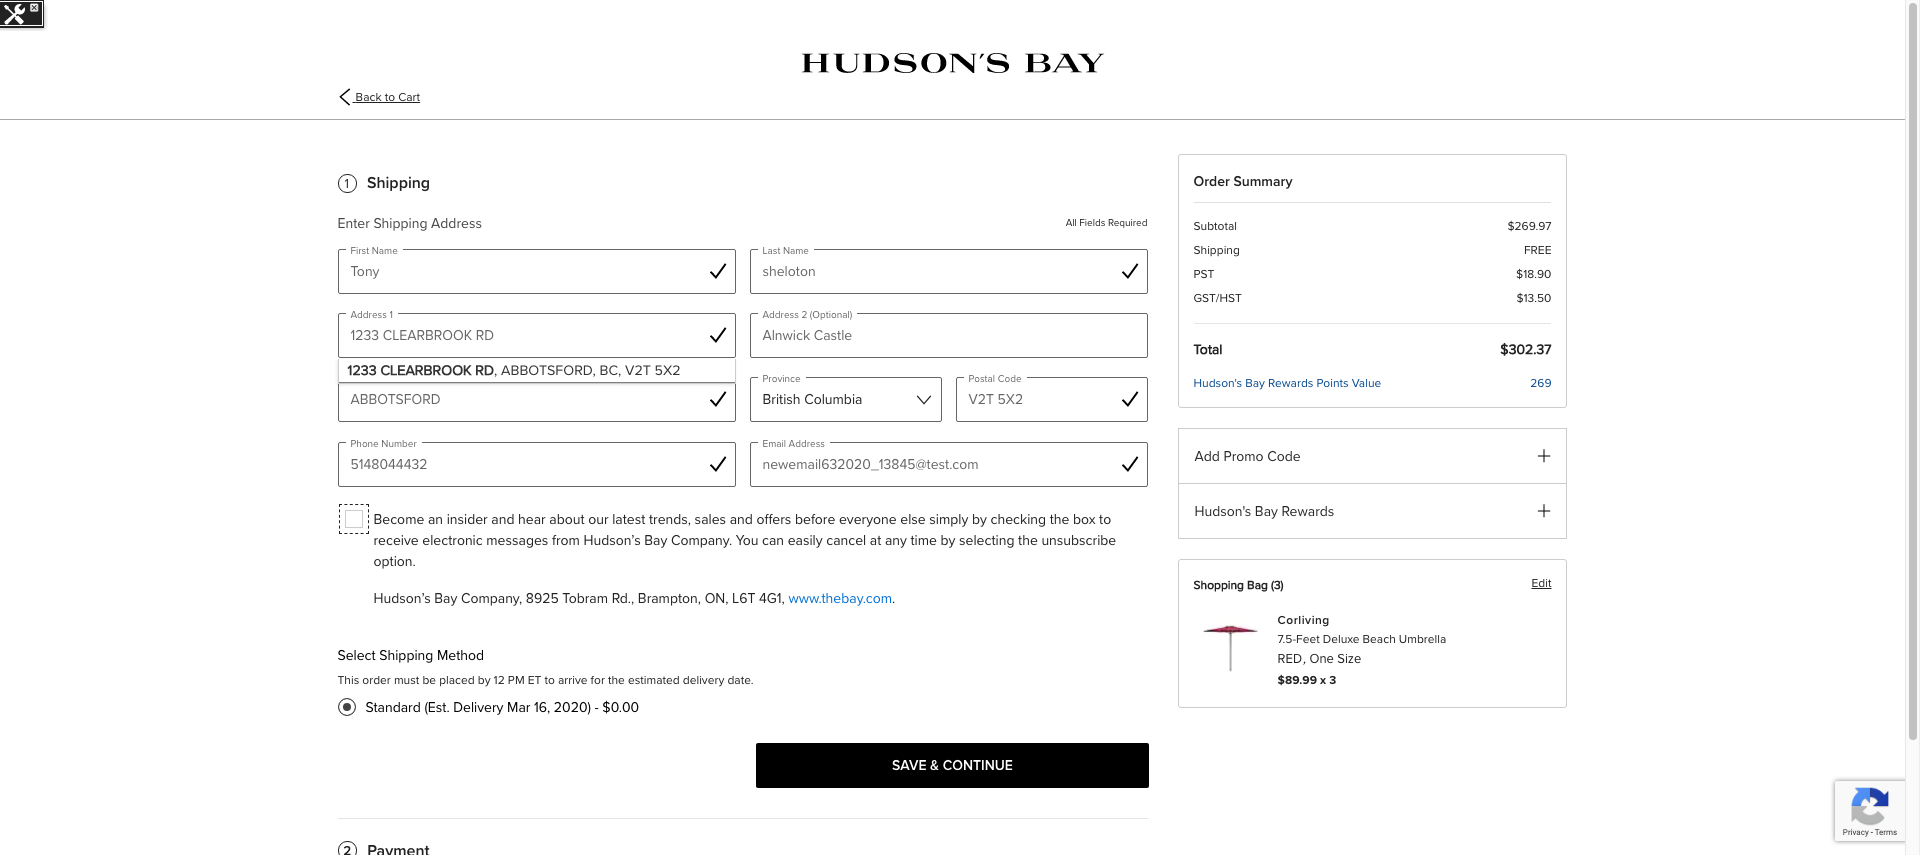 HUDSON'S BAY
Back to Cart
1 Shipping
Enter Shipping Address
All Fields Required
First Name
Tony
Last Name
sheloton
Address 1
1233 CLEARBROOK RD
Address 2 (Optional)
Alnwick Castle
1233 CLEARBROOK RD, ABBOTSFORD, BC, V2T 5X2
ABBOTSFORD
Province
British Columbia
Postal Code
V2T 5X2
Phone Number
5148044432
Email Address
newemail632020_13845@test.com
Become an insider and hear about our latest trends, sales and offers before everyone else simply by checking the box to
receive electronic messages from Hudson's Bay Company. You can easily cancel at any time by selecting the unsubscribe
option.
Hudson's Bay Company, 8925 Tobram Rd., Brampton, ON, L6T 4G1, www.thebay.com.
Select Shipping Method
This order must be placed by 12 PM ET to arrive for the estimated delivery date.
Standard (Est. Delivery Mar 16, 2020) - $0.00
SAVE & CONTINUE
2 Payment
Order Summary
Subtotal $269.97
Shipping FREE
PST $18.90
GST/HST $13.50
Total $302.37
Hudson's Bay Rewards Points Value 269
Add Promo Code
Hudson's Bay Rewards
Shopping Bag (3) Edit
Corliving
7.5-Feet Deluxe Beach Umbrella
RED, One Size
$89.99 x 3
Privacy - Terms